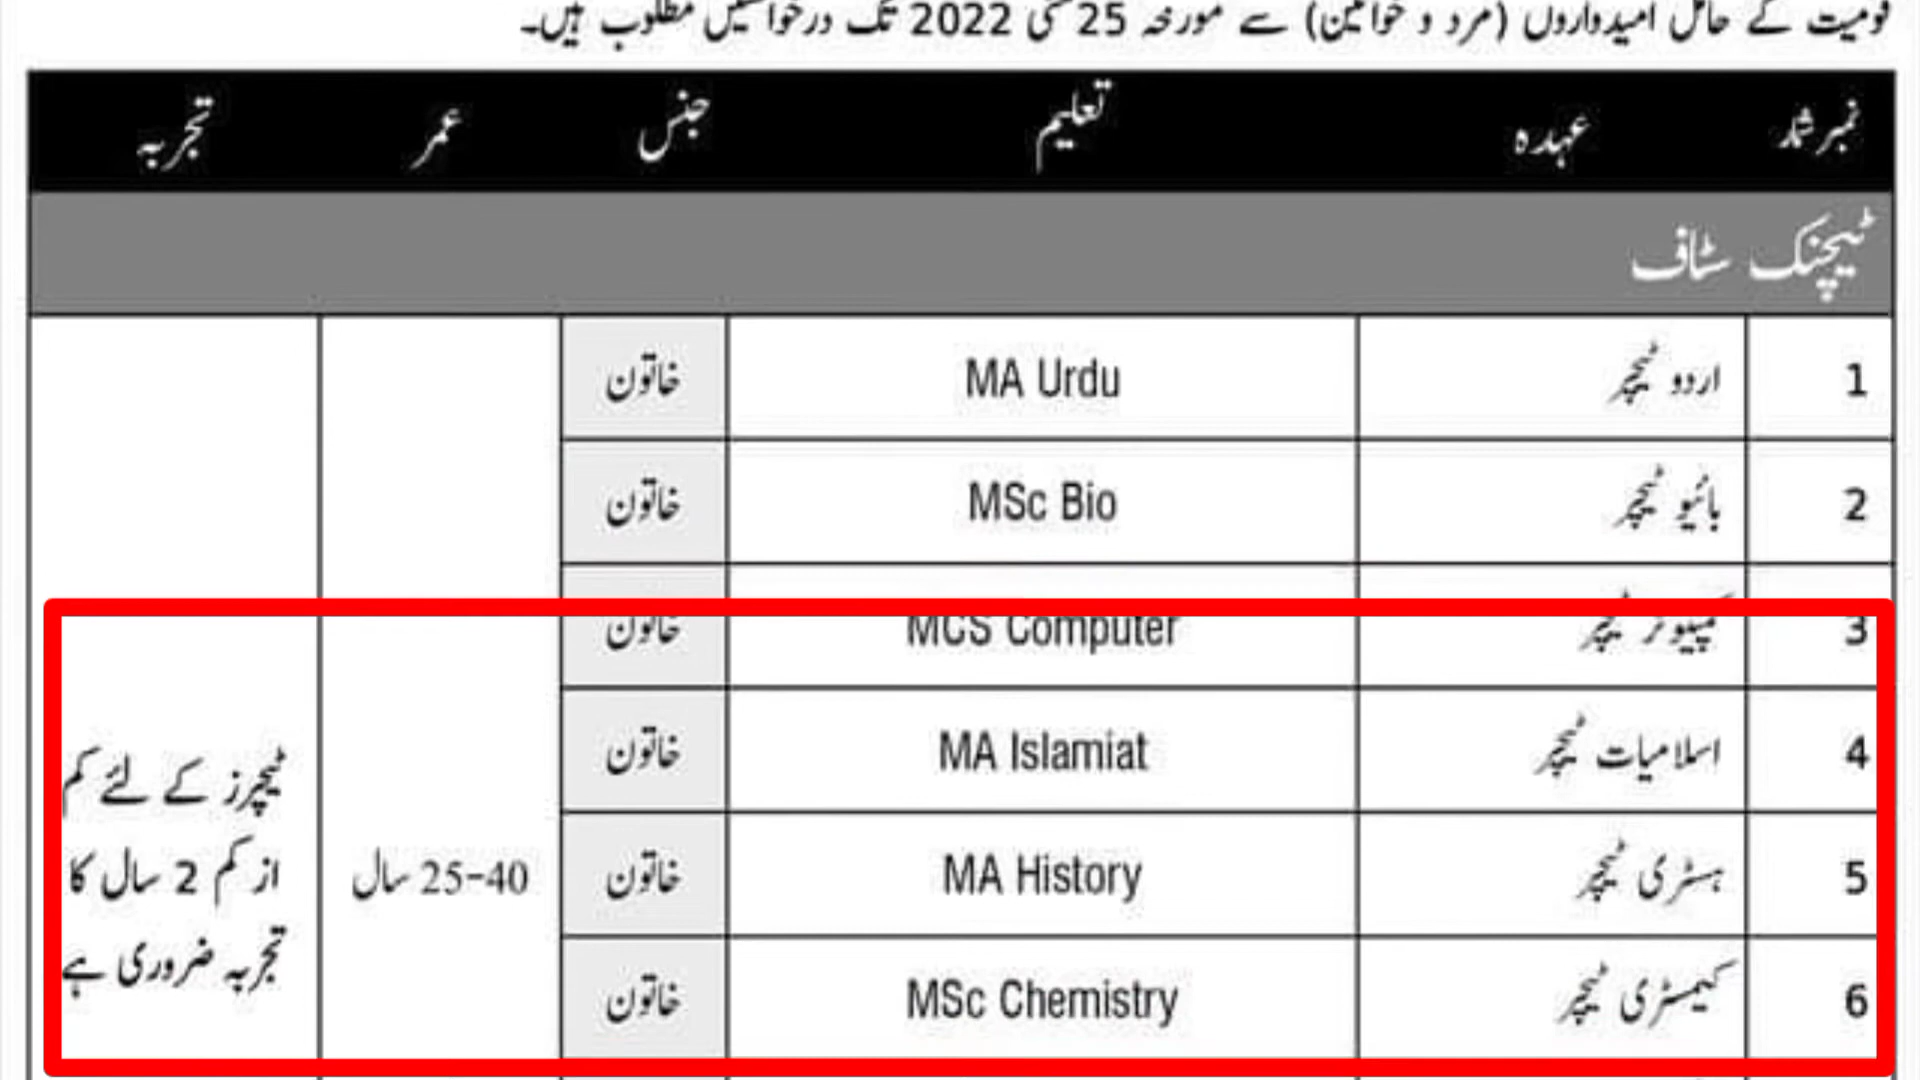 قومیت کے حامل امیدواروں (مرد و خواتین) سے مورخہ 25 مئی 2022 تک درخواستیں مطلوب ہیں۔
نمبر شمار عہدہ تعلیم جنس عمر تجربہ
ٹیچنگ سٹاف
1 اردو ٹیچر MA Urdu خاتون
2 بائیو ٹیچر MSc Bio خاتون
3 کمپیوٹر ٹیچر MCS Computer خاتون
4 اسلامیات ٹیچر MA Islamiat خاتون
5 ہسٹری ٹیچر MA History خاتون
6 کیمسٹری ٹیچر MSc Chemistry خاتون
25-40 سال
ٹیچرز کے لئے کم
از کم 2 سال کا
تجربہ ضروری ہے